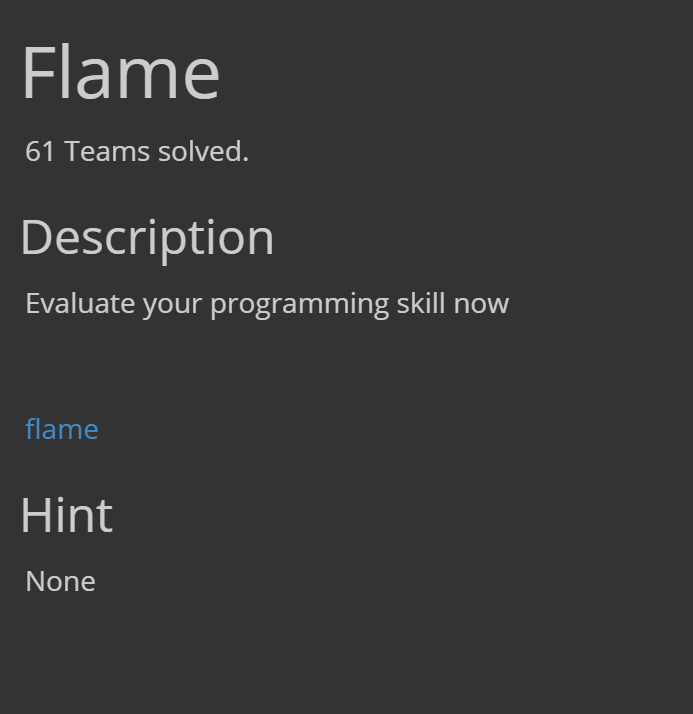 Flame
61 Teams solved.
Description
Evaluate your programming skill now
flame
Hint
None